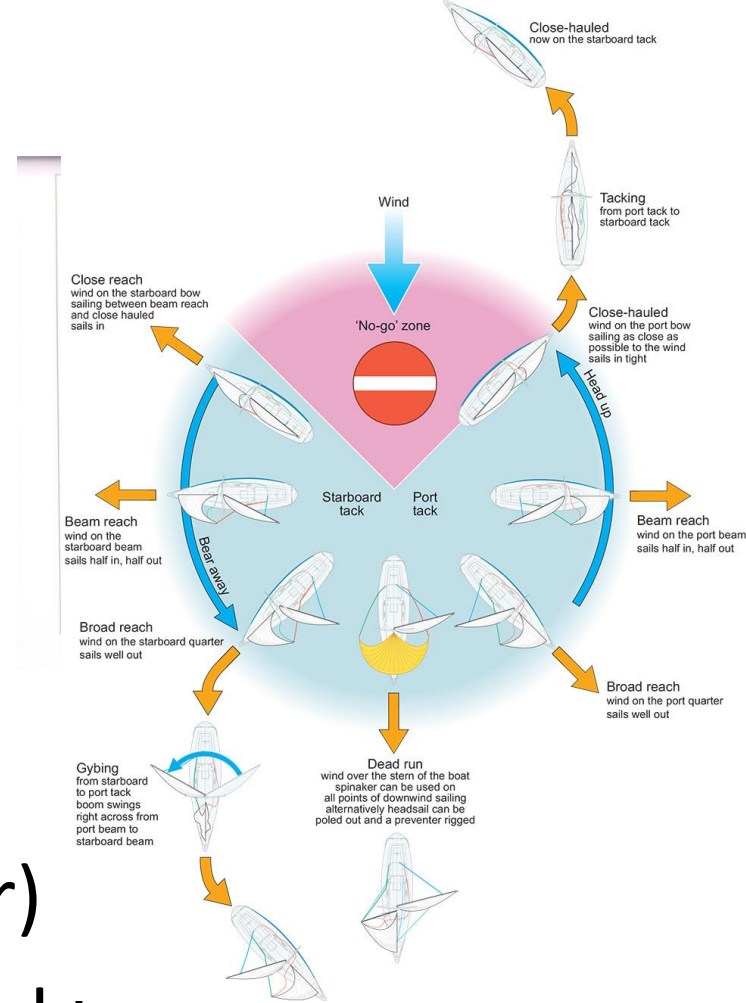 Close-hauled
now on the starboard tack
Wind
Tacking
from port tack to
starboard tack
Close reach
wind on the starboard bow
sailing between beam reach
and close hauled
sails in
'No-go' zone
Close-hauled
wind on the port bow
sailing as close as
possible to the wind
sails in tight
Head up
Starboard
tack
Port
tack
Beam reach
wind on the
starboard beam
sails half in, half out
Beam reach
wind on the port beam
sails half in, half out
Bear away
Broad reach
wind on the starboard quarter
sails well out
Broad reach
wind on the port quarter
sails well out
Gybing
from starboard
to port tack
boom swings
right across from
port beam to
starboard beam
Dead run
wind over the stern of the boat
spinaker can be used on
all points of downwind sailing
alternatively headsail can be
poled out and a preventer rigged
r)